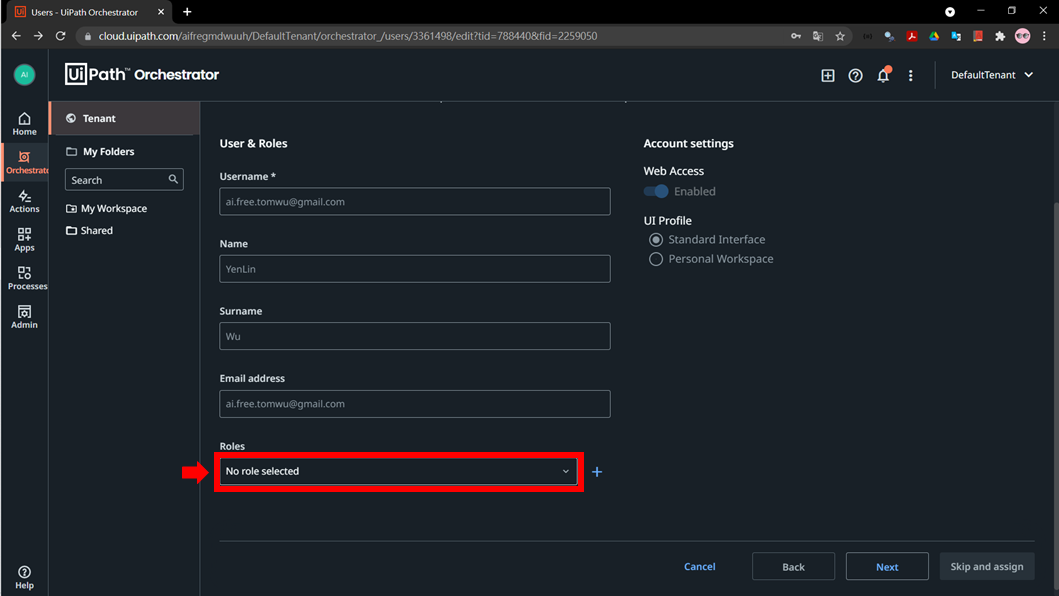 Users - UiPath Orchestrator
cloud.uipath.com/aifregmdwuuh/DefaultTenant/orchestrator_/users/3361498/edit?tid=788440&fid=2259050
AI
UiPath™ Orchestrator
DefaultTenant
Home
Orchestrato
Actions
Apps
Processes
Admin
Help
Tenant
My Folders
Search
My Workspace
Shared
User & Roles
Username *
ai.free.tomwu@gmail.com
Name
YenLin
Surname
Wu
Email address
ai.free.tomwu@gmail.com
Roles
No role selected
Account settings
Web Access
Enabled
UI Profile
Standard Interface
Personal Workspace
Cancel
Back
Next
Skip and assign